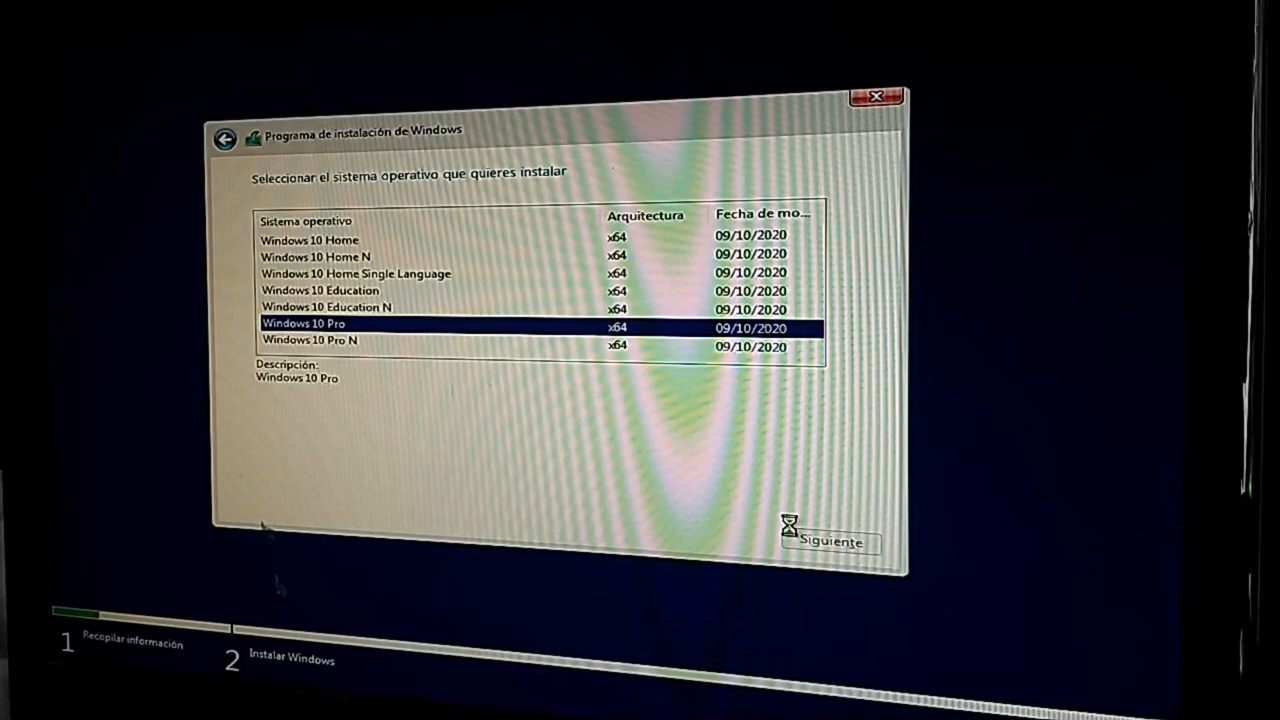 Programa de instalación de Windows
Seleccionar el sistema operativo que quieres instalar
Sistema operativo Arquitectura Fecha de mo...
Windows 10 Home x64 09/10/2020
Windows 10 Home N x64 09/10/2020
Windows 10 Home Single Language x64 09/10/2020
Windows 10 Education x64 09/10/2020
Windows 10 Education N x64 09/10/2020
Windows 10 Pro x64 09/10/2020
Windows 10 Pro N x64 09/10/2020
Descripción:
Windows 10 Pro
Siguiente
1 Recopilar información
2 Instalar Windows